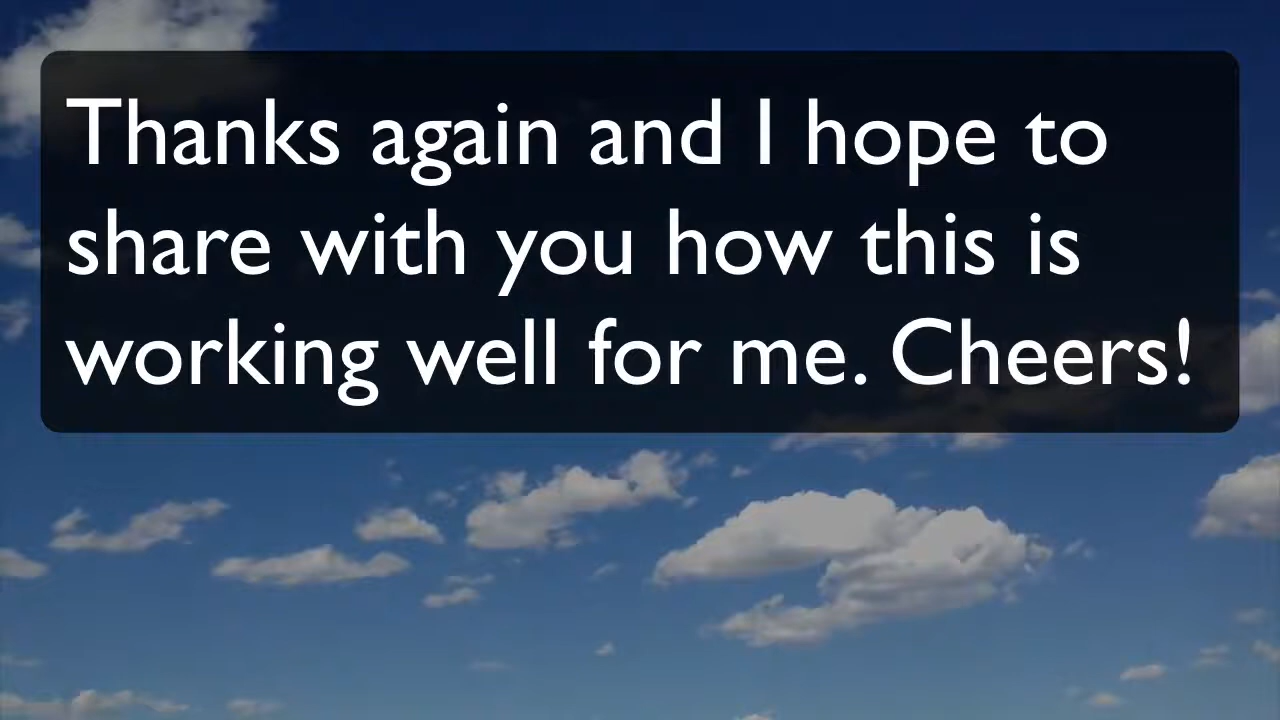 Thanks again and I hope to
share with you how this is
working well for me. Cheers!